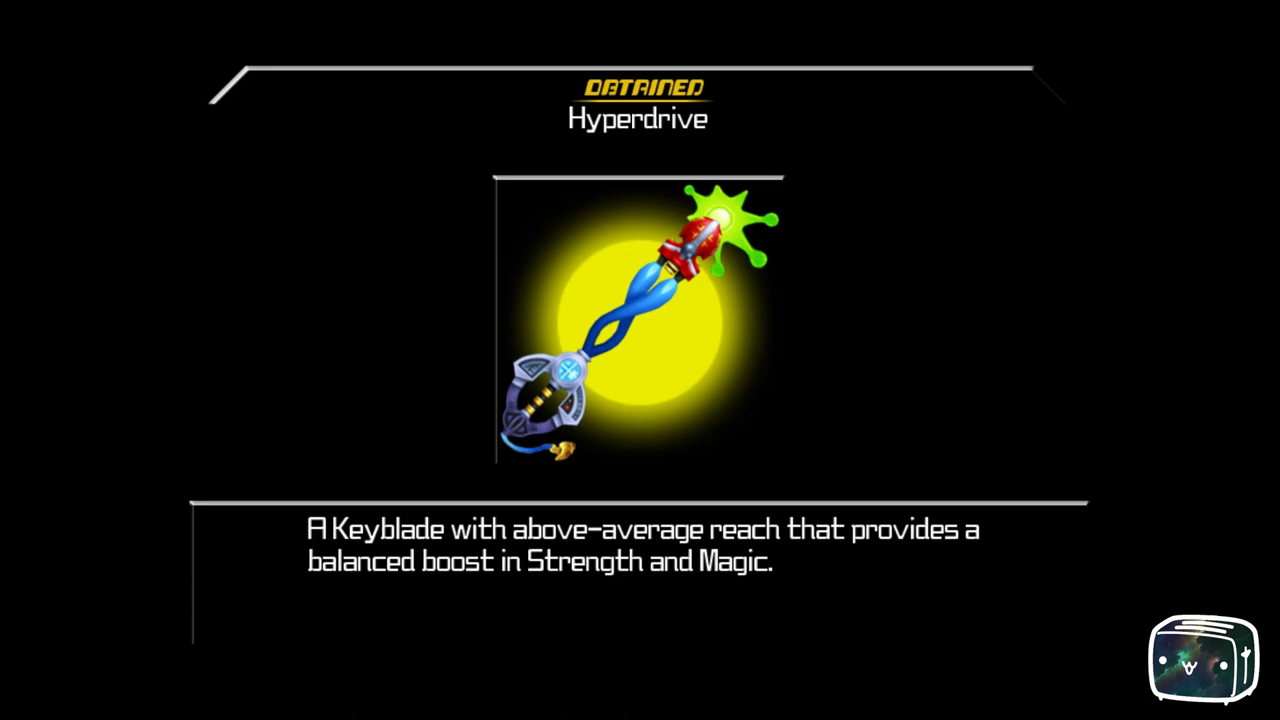 OBTAINED
Hyperdrive
A Keyblade with above-average reach that provides a
balanced boost in Strength and Magic.